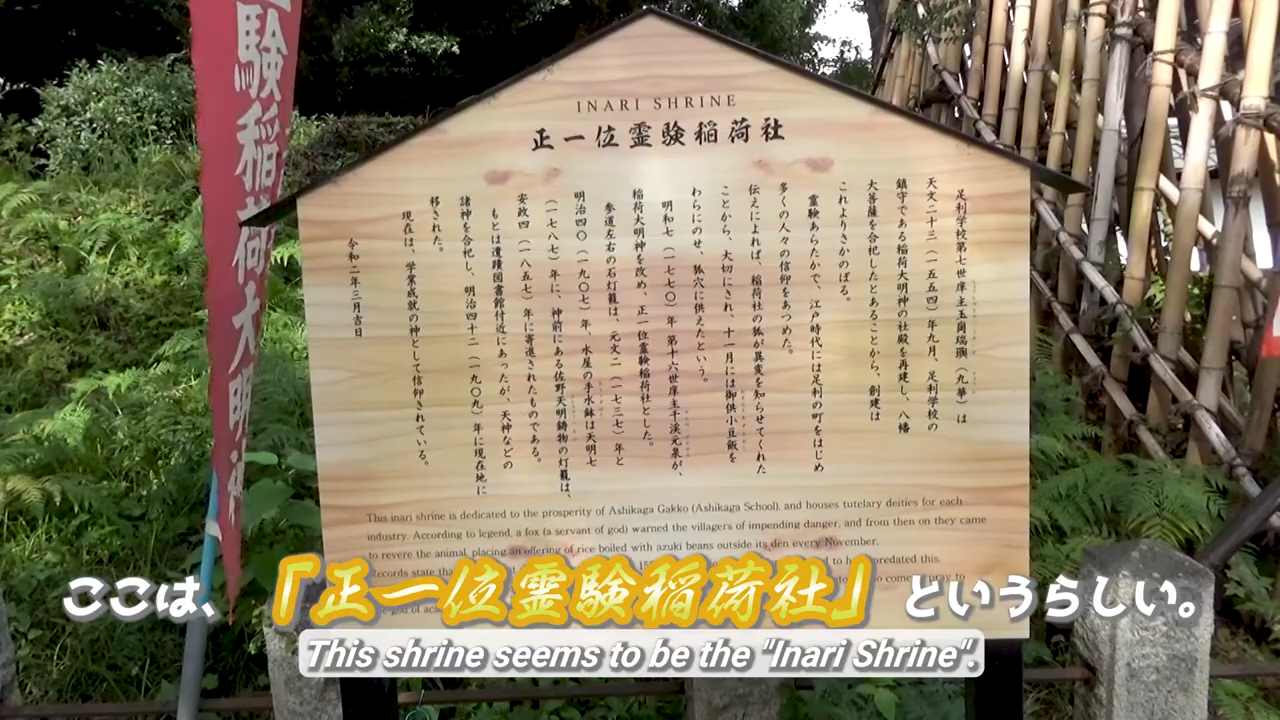 験稲荷大明神
INARI SHRINE
正一位霊験稲荷社
足利学校第七世庠主玉崗瑞璵（九華）は
天文二十三（一五五四）年九月、足利学校の
鎮守である稲荷大明神の社殿を再建し、八幡
大菩薩を合祀したとあることから、創建は
これよりさかのぼる。
霊験あらたかで、江戸時代には足利の町をはじめ
多くの人々の信仰をあつめた。
伝えによれば、稲荷社の狐が異変を知らせてくれた
ことから、大切にされ、十一月には御供小豆飯を
わらにのせ、狐穴に供えたという。
明和七（一七七〇）年 第十六世庠主千渓元泉が、
稲荷大明神を改め、正一位霊験稲荷社とした。
参道左右の石灯籠は、元文二（一七三七）年と
明治四〇（一九〇七）年、水屋の手水鉢は天明七
（一七八七）年に、神前にある佐野天明鋳物の灯籠は、
安政四（一八五七）年に寄進されたものである。
もとは遺蹟図書館付近にあったが、天神などの
諸神を合祀し、明治四十二（一九〇九）年に現在地に
移された。
現在は、学業成就の神として信仰されている。
令和二年三月吉日
This inari shrine is dedicated to the prosperity of Ashikaga Gakko (Ashikaga School), and houses tutelary deities for each
industry. According to legend, a fox (a servant of god) warned the villagers of impending danger, and from then on they came
to revere the animal, placing an offering of rice boiled with azuki beans outside its den every November.
ecords state tha
predated this
pray to
god of aca
ここは、「正一位霊験稲荷社」というらしい。
This shrine seems to be the "Inari Shrine".